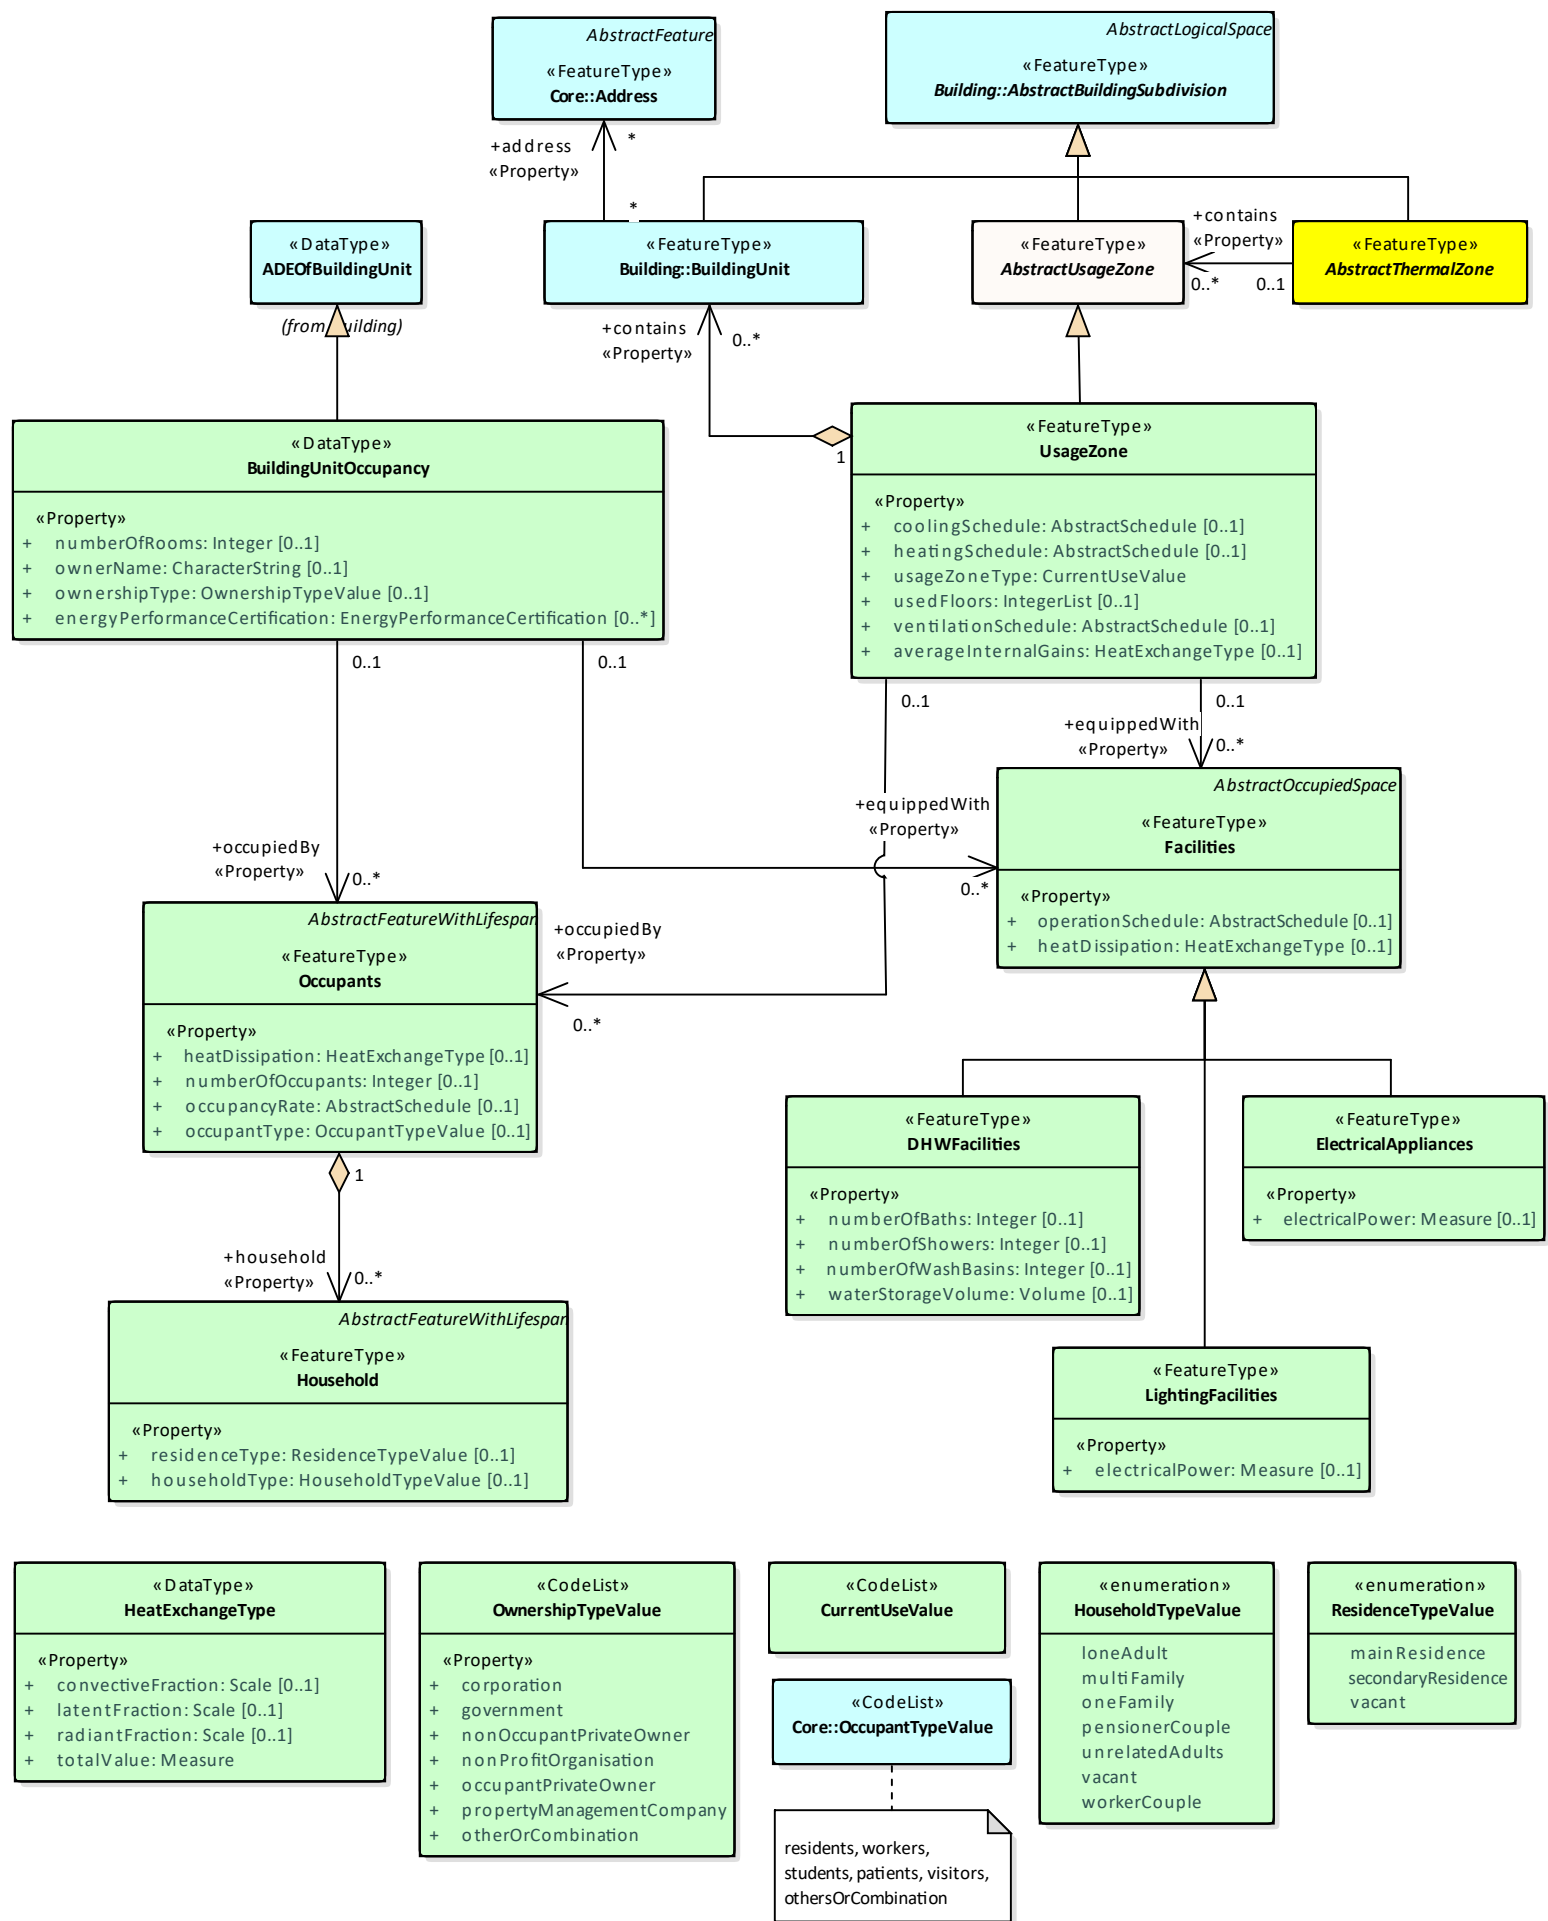 AbstractFeature
«FeatureType»
Core::Address
AbstractLogicalSpace
«FeatureType»
Building::AbstractBuildingSubdivision
+address
«Property»
*
*
«DataType»
ADEOfBuildingUnit
(from Building)
«FeatureType»
Building::BuildingUnit
«FeatureType»
AbstractUsageZone
+contains
«Property»
0..*
0..1
«FeatureType»
AbstractThermalZone
+contains
«Property»
0..*
1
«DataType»
BuildingUnitOccupancy
«Property»
+ numberOfRooms: Integer [0..1]
+ ownerName: CharacterString [0..1]
+ ownershipType: OwnershipTypeValue [0..1]
+ energyPerformanceCertification: EnergyPerformanceCertification [0..*]
«FeatureType»
UsageZone
«Property»
+ coolingSchedule: AbstractSchedule [0..1]
+ heatingSchedule: AbstractSchedule [0..1]
+ usageZoneType: CurrentUseValue
+ usedFloors: IntegerList [0..1]
+ ventilationSchedule: AbstractSchedule [0..1]
+ averageInternalGains: HeatExchangeType [0..1]
0..1
0..1
0..1
0..1
+equippedWith
«Property»
0..*
+equippedWith
«Property»
0..*
+occupiedBy
«Property»
0..*
+occupiedBy
«Property»
0..*
AbstractOccupiedSpace
«FeatureType»
Facilities
«Property»
+ operationSchedule: AbstractSchedule [0..1]
+ heatDissipation: HeatExchangeType [0..1]
AbstractFeatureWithLifespan
«FeatureType»
Occupants
«Property»
+ heatDissipation: HeatExchangeType [0..1]
+ numberOfOccupants: Integer [0..1]
+ occupancyRate: AbstractSchedule [0..1]
+ occupantType: OccupantTypeValue [0..1]
1
+household
«Property»
0..*
«FeatureType»
DHWFacilities
«Property»
+ numberOfBaths: Integer [0..1]
+ numberOfShowers: Integer [0..1]
+ numberOfWashBasins: Integer [0..1]
+ waterStorageVolume: Volume [0..1]
«FeatureType»
ElectricalAppliances
«Property»
+ electricalPower: Measure [0..1]
AbstractFeatureWithLifespan
«FeatureType»
Household
«Property»
+ residenceType: ResidenceTypeValue [0..1]
+ householdType: HouseholdTypeValue [0..1]
«FeatureType»
LightingFacilities
«Property»
+ electricalPower: Measure [0..1]
«DataType»
HeatExchangeType
«Property»
+ convectiveFraction: Scale [0..1]
+ latentFraction: Scale [0..1]
+ radiantFraction: Scale [0..1]
+ totalValue: Measure
«CodeList»
OwnershipTypeValue
«Property»
+ corporation
+ government
+ nonOccupantPrivateOwner
+ nonProfitOrganisation
+ occupantPrivateOwner
+ propertyManagementCompany
+ otherOrCombination
«CodeList»
CurrentUseValue
«CodeList»
Core::OccupantTypeValue
residents, workers,
students, patients, visitors,
othersOrCombination
«enumeration»
HouseholdTypeValue
loneAdult
multiFamily
oneFamily
pensionerCouple
unrelatedAdults
vacant
workerCouple
«enumeration»
ResidenceTypeValue
mainResidence
secondaryResidence
vacant